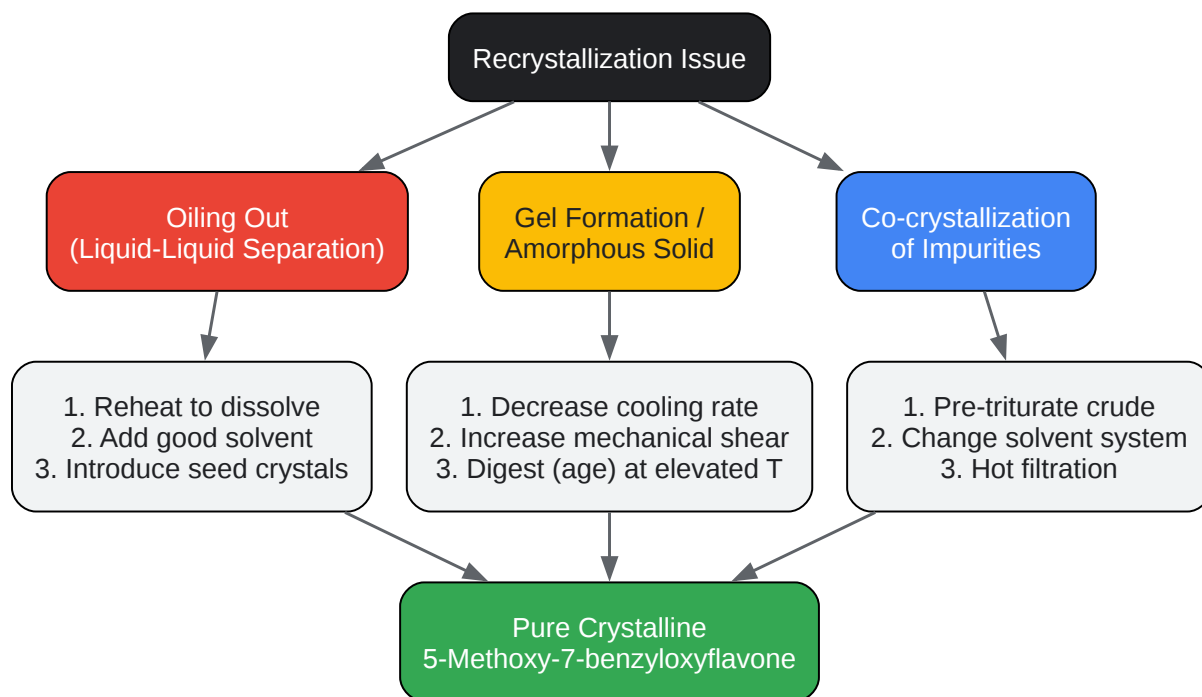 Recrystallization Issue
Oiling Out
(Liquid-Liquid Separation)
Gel Formation /
Amorphous Solid
Co-crystallization
of Impurities
1. Reheat to dissolve
2. Add good solvent
3. Introduce seed crystals
1. Decrease cooling rate
2. Increase mechanical shear
3. Digest (age) at elevated T
1. Pre-triturate crude
2. Change solvent system
3. Hot filtration
Pure Crystalline
5-Methoxy-7-benzyloxyflavone